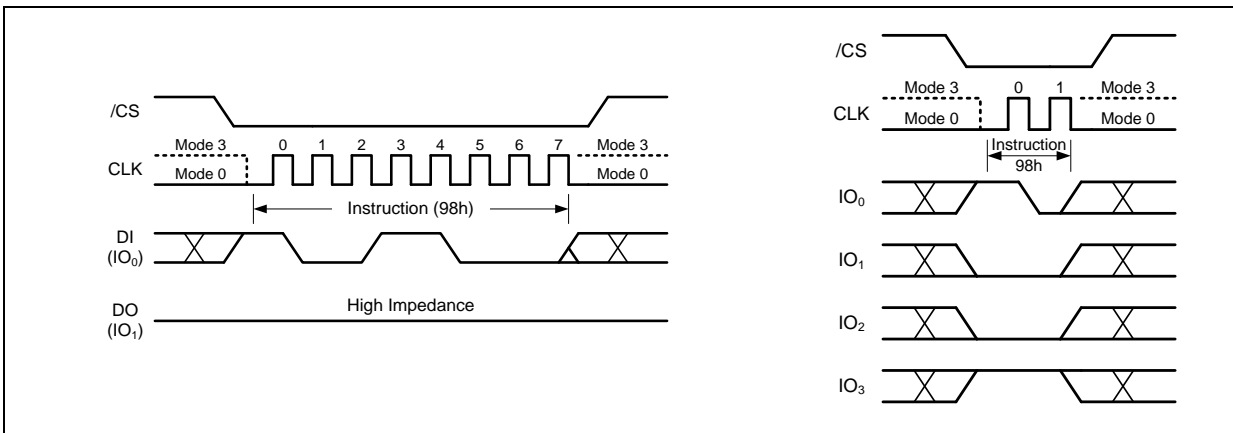 /CS
Mode 3
0 1 2 3 4 5 6 7
Mode 3
CLK
Mode 0
Mode 0
Instruction (98h)
DI
(IO₀)
High Impedance
DO
(IO₁)
/CS
Mode 3
0 1
Mode 3
CLK
Mode 0
Mode 0
Instruction
98h
IO₀
IO₁
IO₂
IO₃